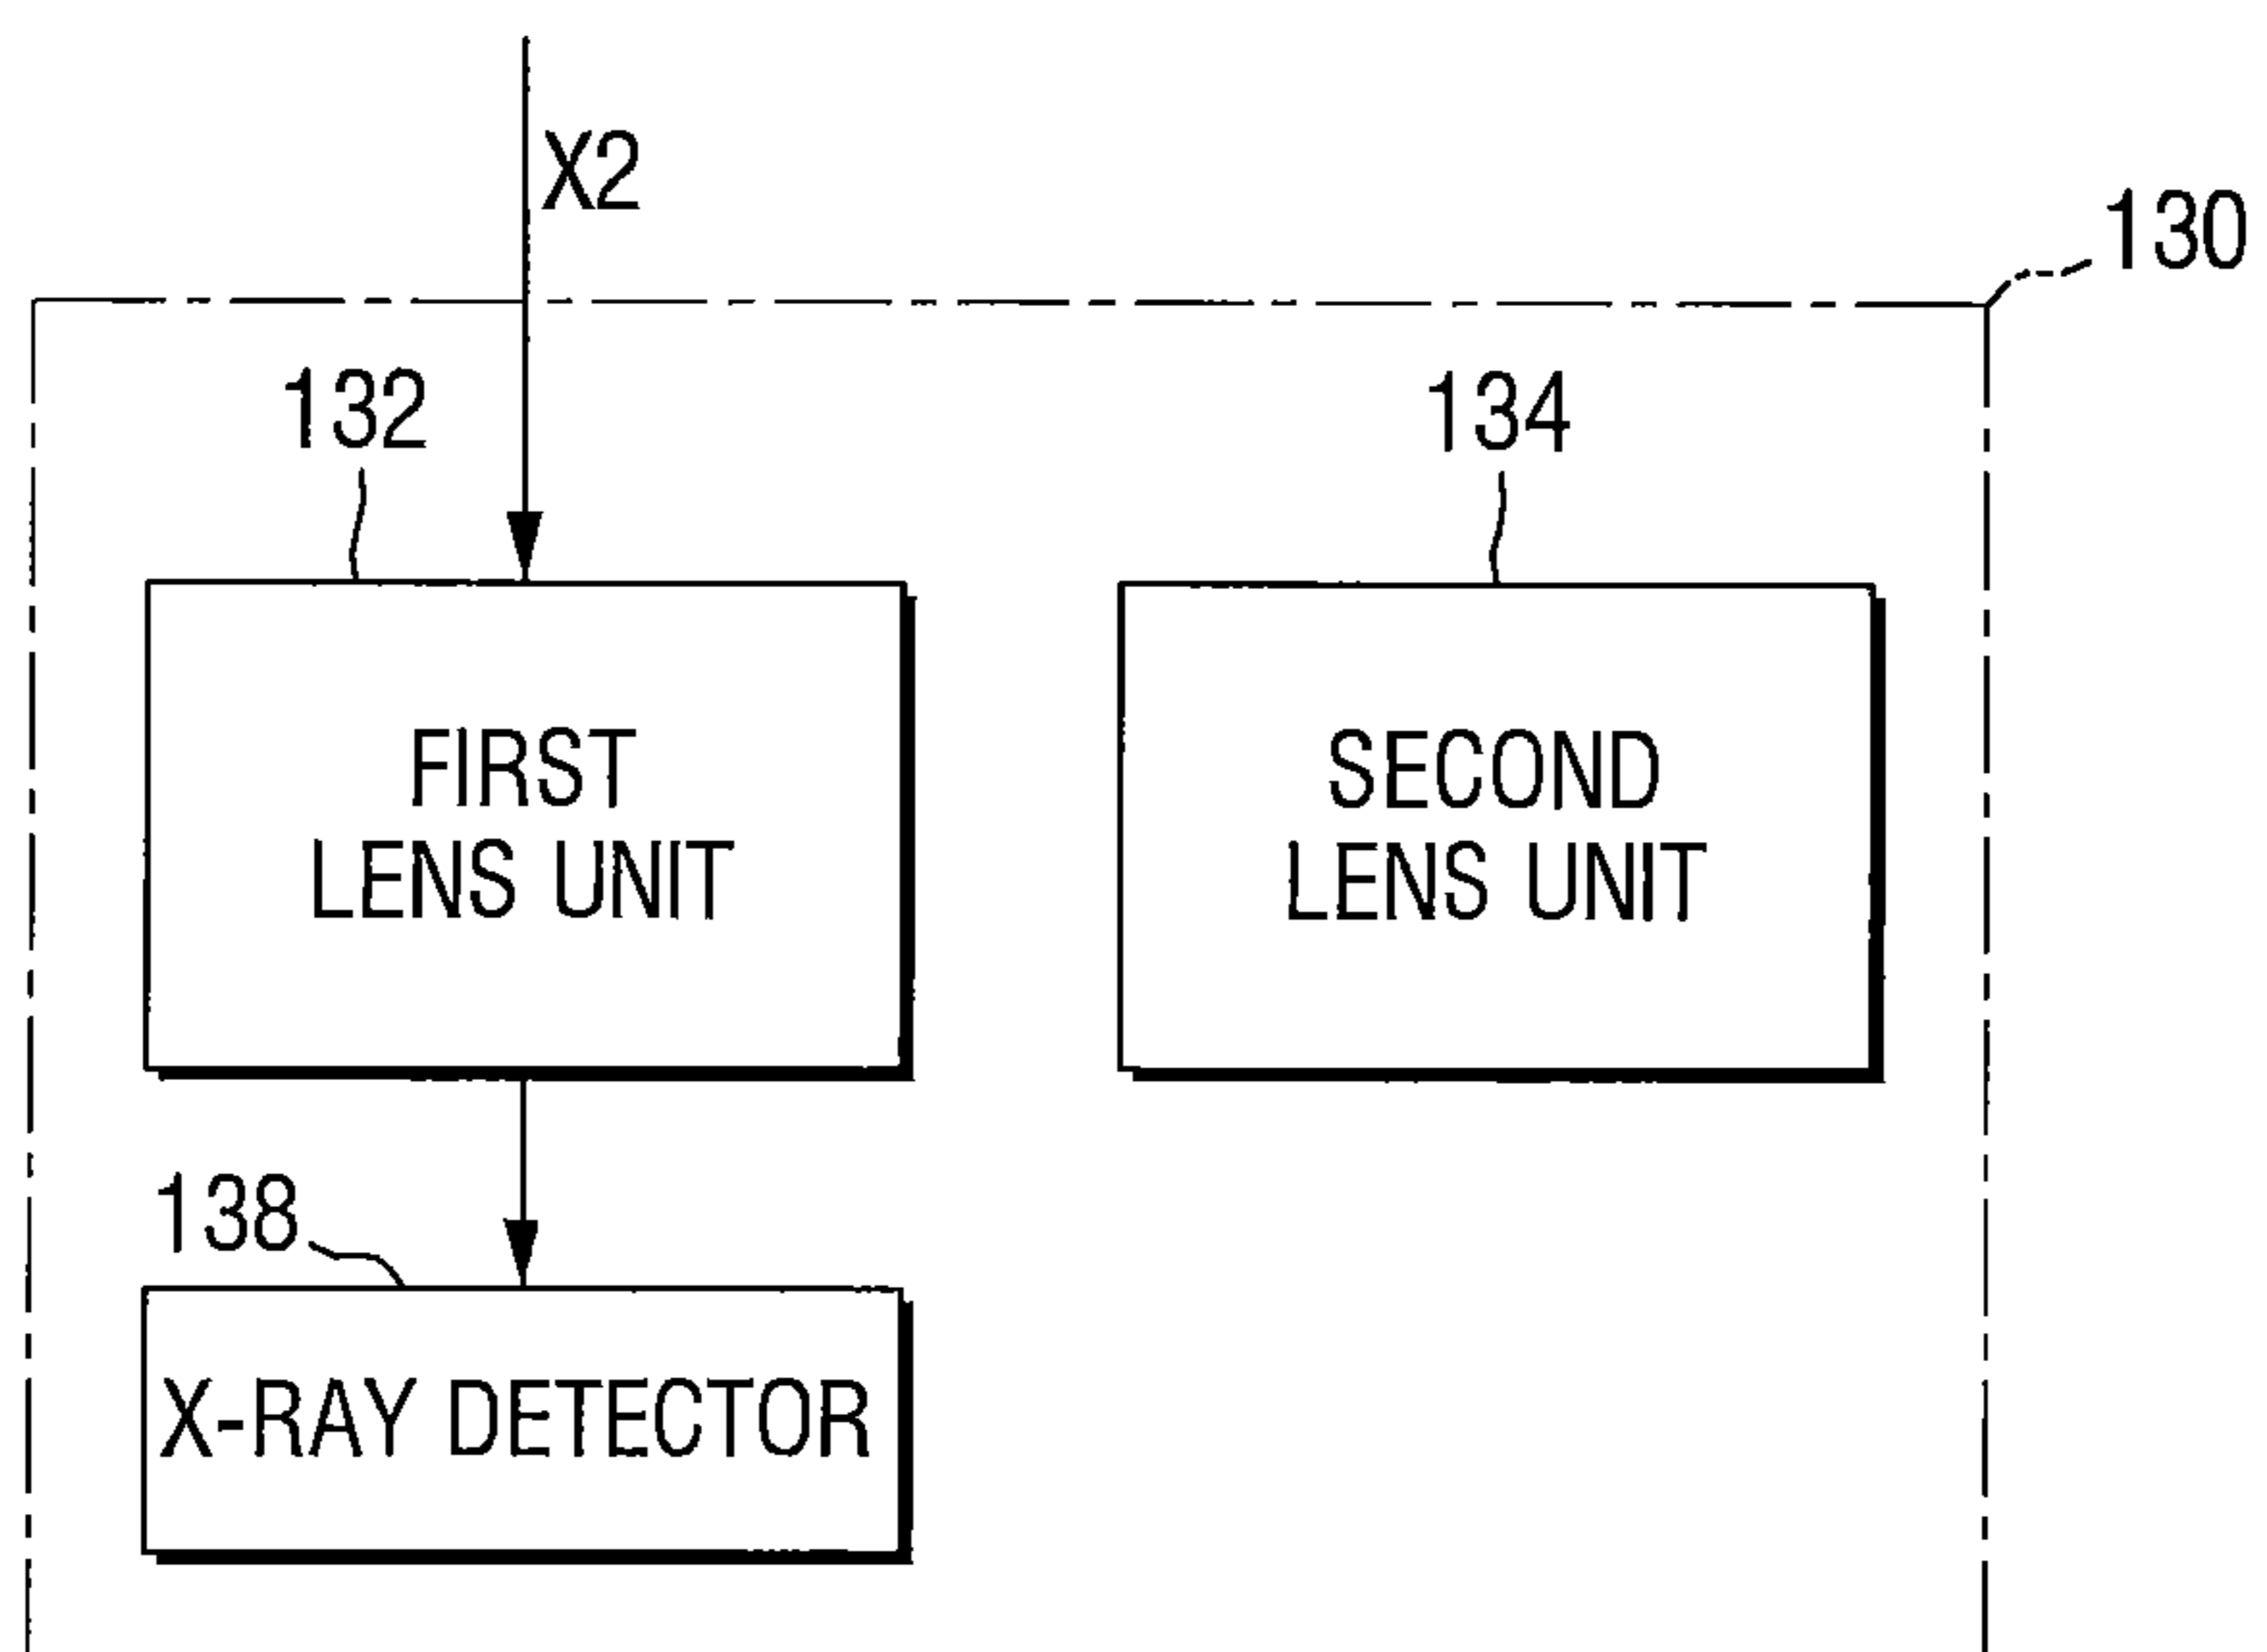 X2
130
132
134
FIRST
LENS UNIT
SECOND
LENS UNIT
138
X-RAY DETECTOR